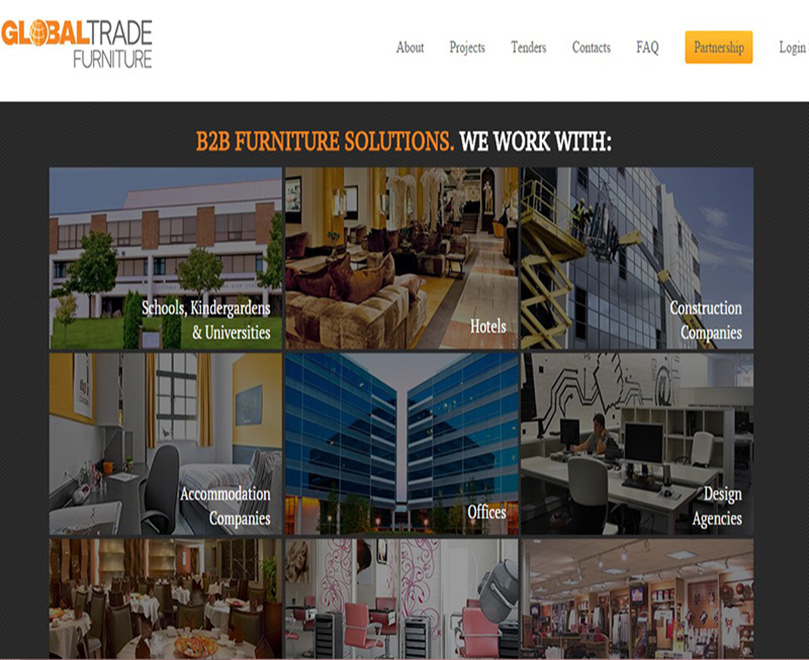 GLOBALTRADE
FURNITURE
About Projects Tenders Contacts FAQ Partnership Login
B2B FURNITURE SOLUTIONS. WE WORK WITH:
Schools, Kindergardens
& Universities
Hotels
Construction
Companies
Accommodation
Companies
Offices
Design
Agencies